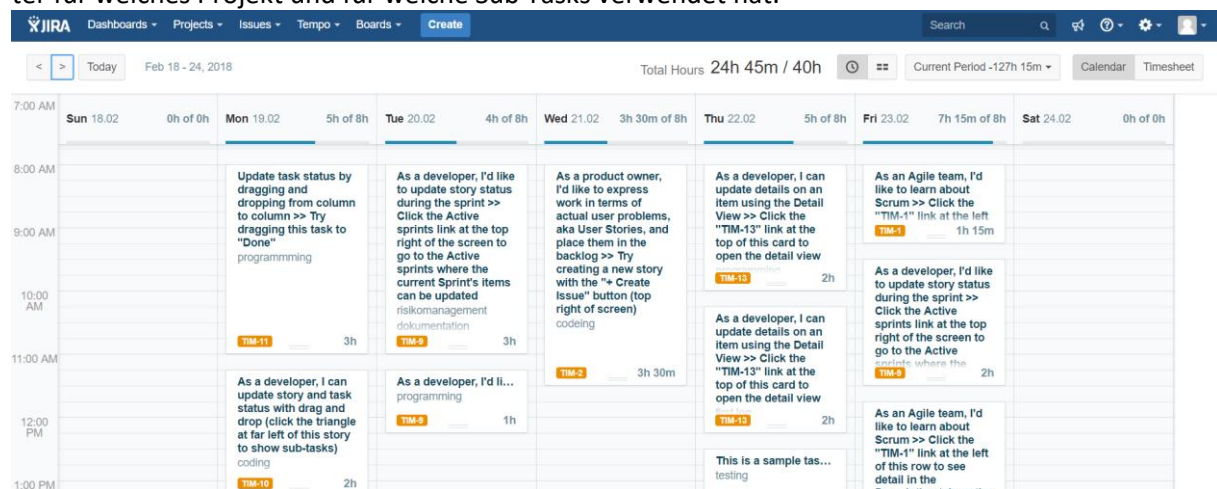 ter für welches Projekt und für welche Sub Tasks verwendet hat.
JIRA Dashboards Projects Issues Tempo Boards Create Search
< > Today Feb 18 - 24, 2018 Total Hours 24h 45m / 40h Current Period -127h 15m Calendar Timesheet
7:00 AM
Sun 18.02 0h of 0h Mon 19.02 5h of 8h Tue 20.02 4h of 8h Wed 21.02 3h 30m of 8h Thu 22.02 5h of 8h Fri 23.02 7h 15m of 8h Sat 24.02 0h of 0h
8:00 AM
9:00 AM
10:00
AM
11:00 AM
12:00
PM
1:00 PM
Update task status by
dragging and
dropping from column
to column >> Try
dragging this task to
"Done"
programmming
TIM-11 3h
As a developer, I can
update story and task
status with drag and
drop (click the triangle
at far left of this story
to show sub-tasks)
coding
TIM-10 2h
As a developer, I'd like
to update story status
during the sprint >>
Click the Active
sprints link at the top
right of the screen to
go to the Active
sprints where the
current Sprint's items
can be updated
risikomanagement
dokumentation
TIM-9 3h
As a developer, I'd li...
programming
TIM-9 1h
As a product owner,
I'd like to express
work in terms of
actual user problems,
aka User Stories, and
place them in the
backlog >> Try
creating a new story
with the "+ Create
Issue" button (top
right of screen)
codeing
TIM-2 3h 30m
As a developer, I can
update details on an
item using the Detail
View >> Click the
"TIM-13" link at the
top of this card to
open the detail view
TIM-13 2h
As a developer, I can
update details on an
item using the Detail
View >> Click the
"TIM-13" link at the
top of this card to
open the detail view
TIM-13 2h
This is a sample tas...
testing
As an Agile team, I'd
like to learn about
Scrum >> Click the
"TIM-1" link at the left
TIM-1 1h 15m
As a developer, I'd like
to update story status
during the sprint >>
Click the Active
sprints link at the top
right of the screen to
go to the Active
sprints where the
TIM-9 2h
As an Agile team, I'd
like to learn about
Scrum >> Click the
"TIM-1" link at the left
of this row to see
detail in the